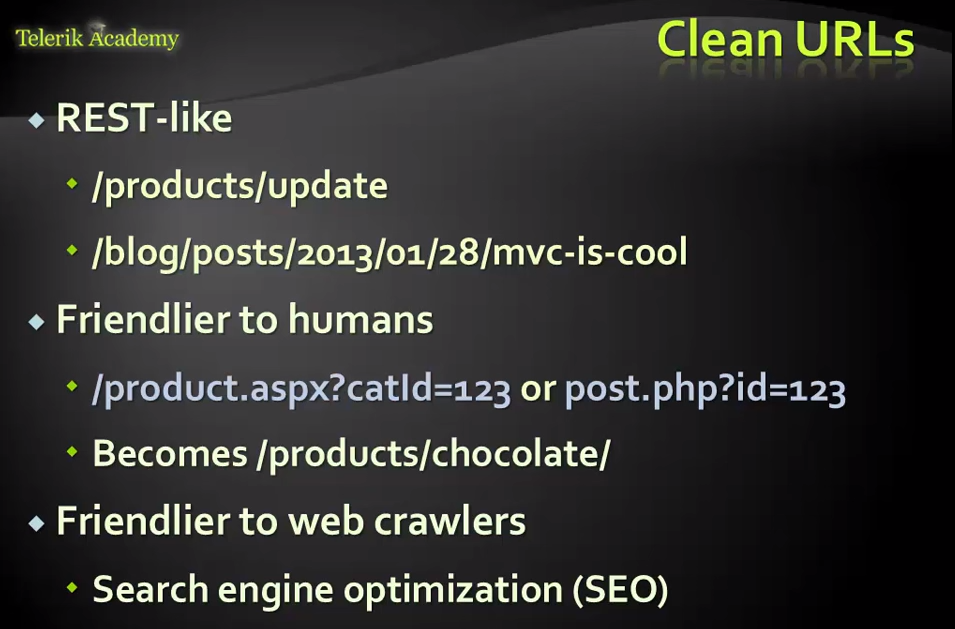 Telerik Academy
Clean URLs
REST-like
/products/update
/blog/posts/2013/01/28/mvc-is-cool
Friendlier to humans
/product.aspx?catId=123 or post.php?id=123
Becomes /products/chocolate/
Friendlier to web crawlers
Search engine optimization (SEO)